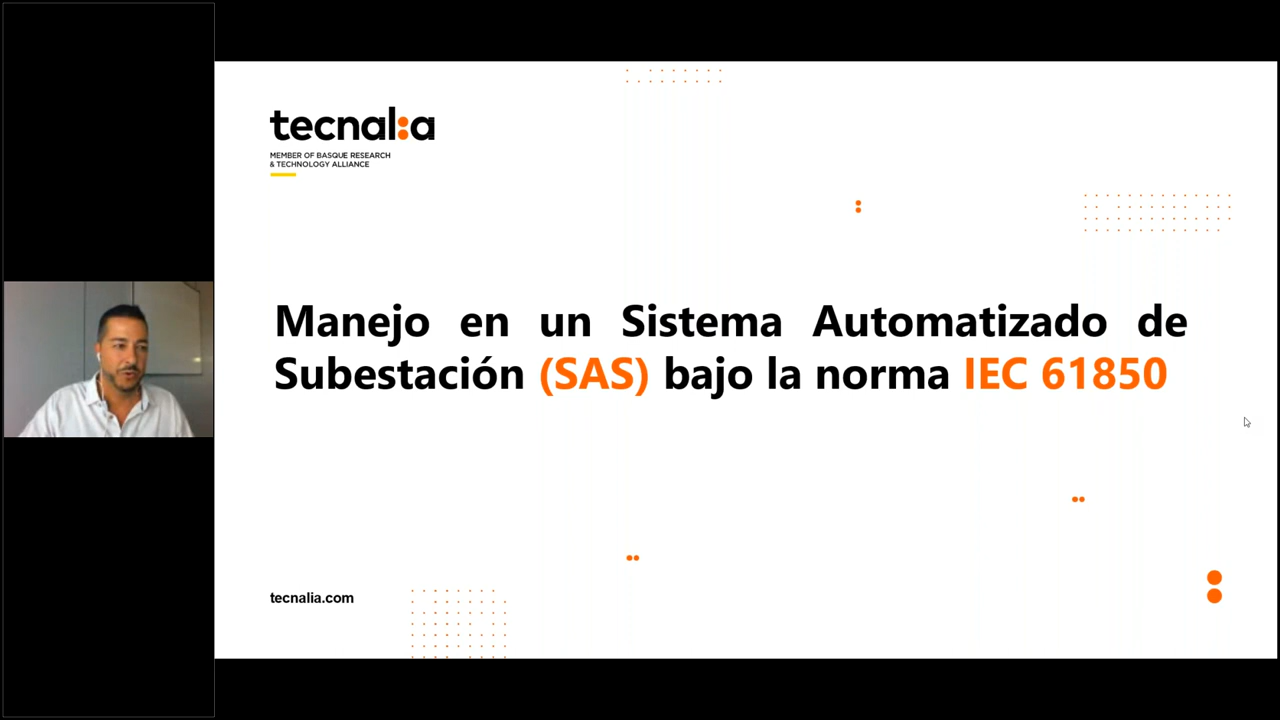 tecnalia
MEMBER OF BASQUE RESEARCH
& TECHNOLOGY ALLIANCE
Manejo en un Sistema Automatizado de
Subestación (SAS) bajo la norma IEC 61850
tecnalia.com